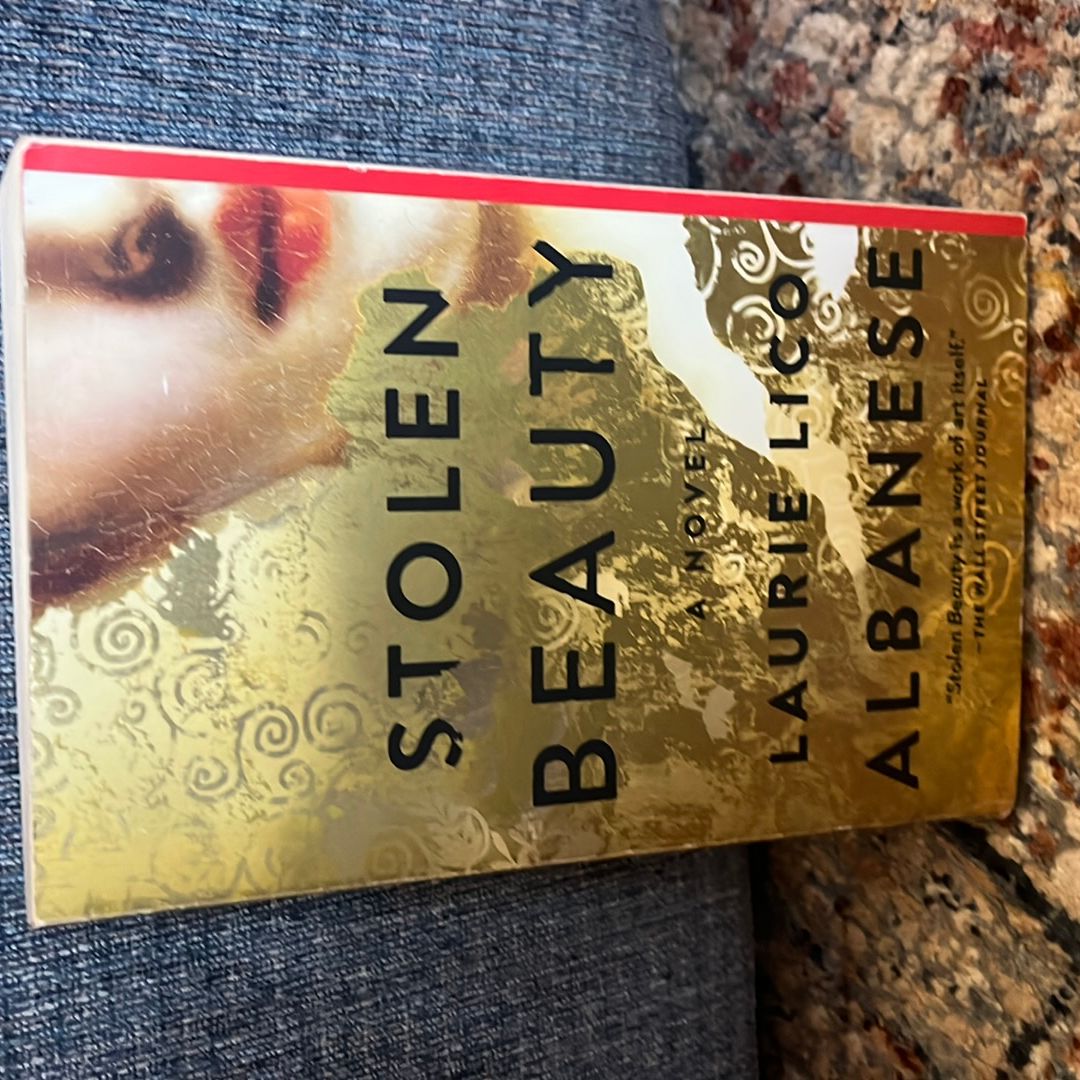 STOLEN
BEAUTY
A NOVEL
LAURIE LICO
ALBANESE
"Stolen Beauty is a work of art itself."
—THE WALL STREET JOURNAL